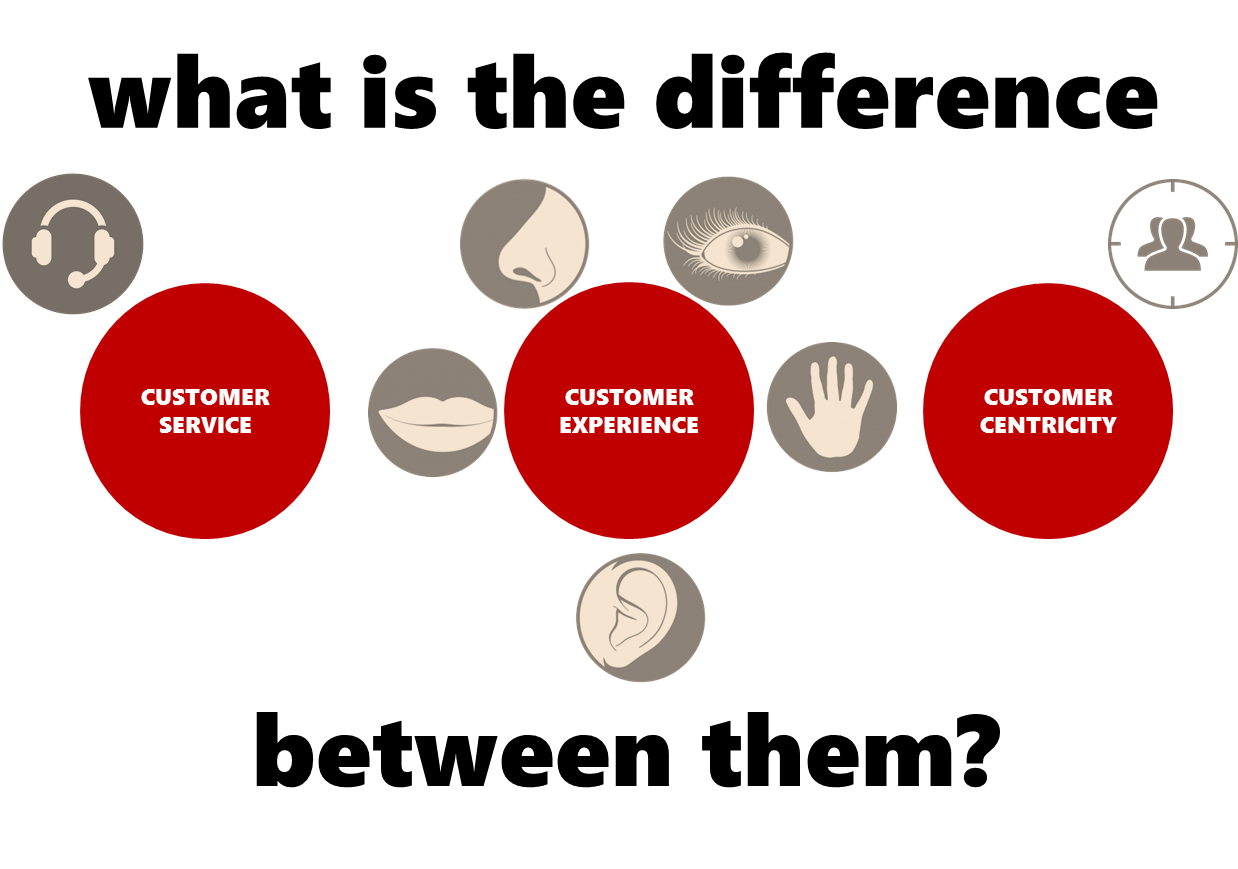 what is the difference
CUSTOMER
SERVICE
CUSTOMER
EXPERIENCE
CUSTOMER
CENTRICITY
between them?